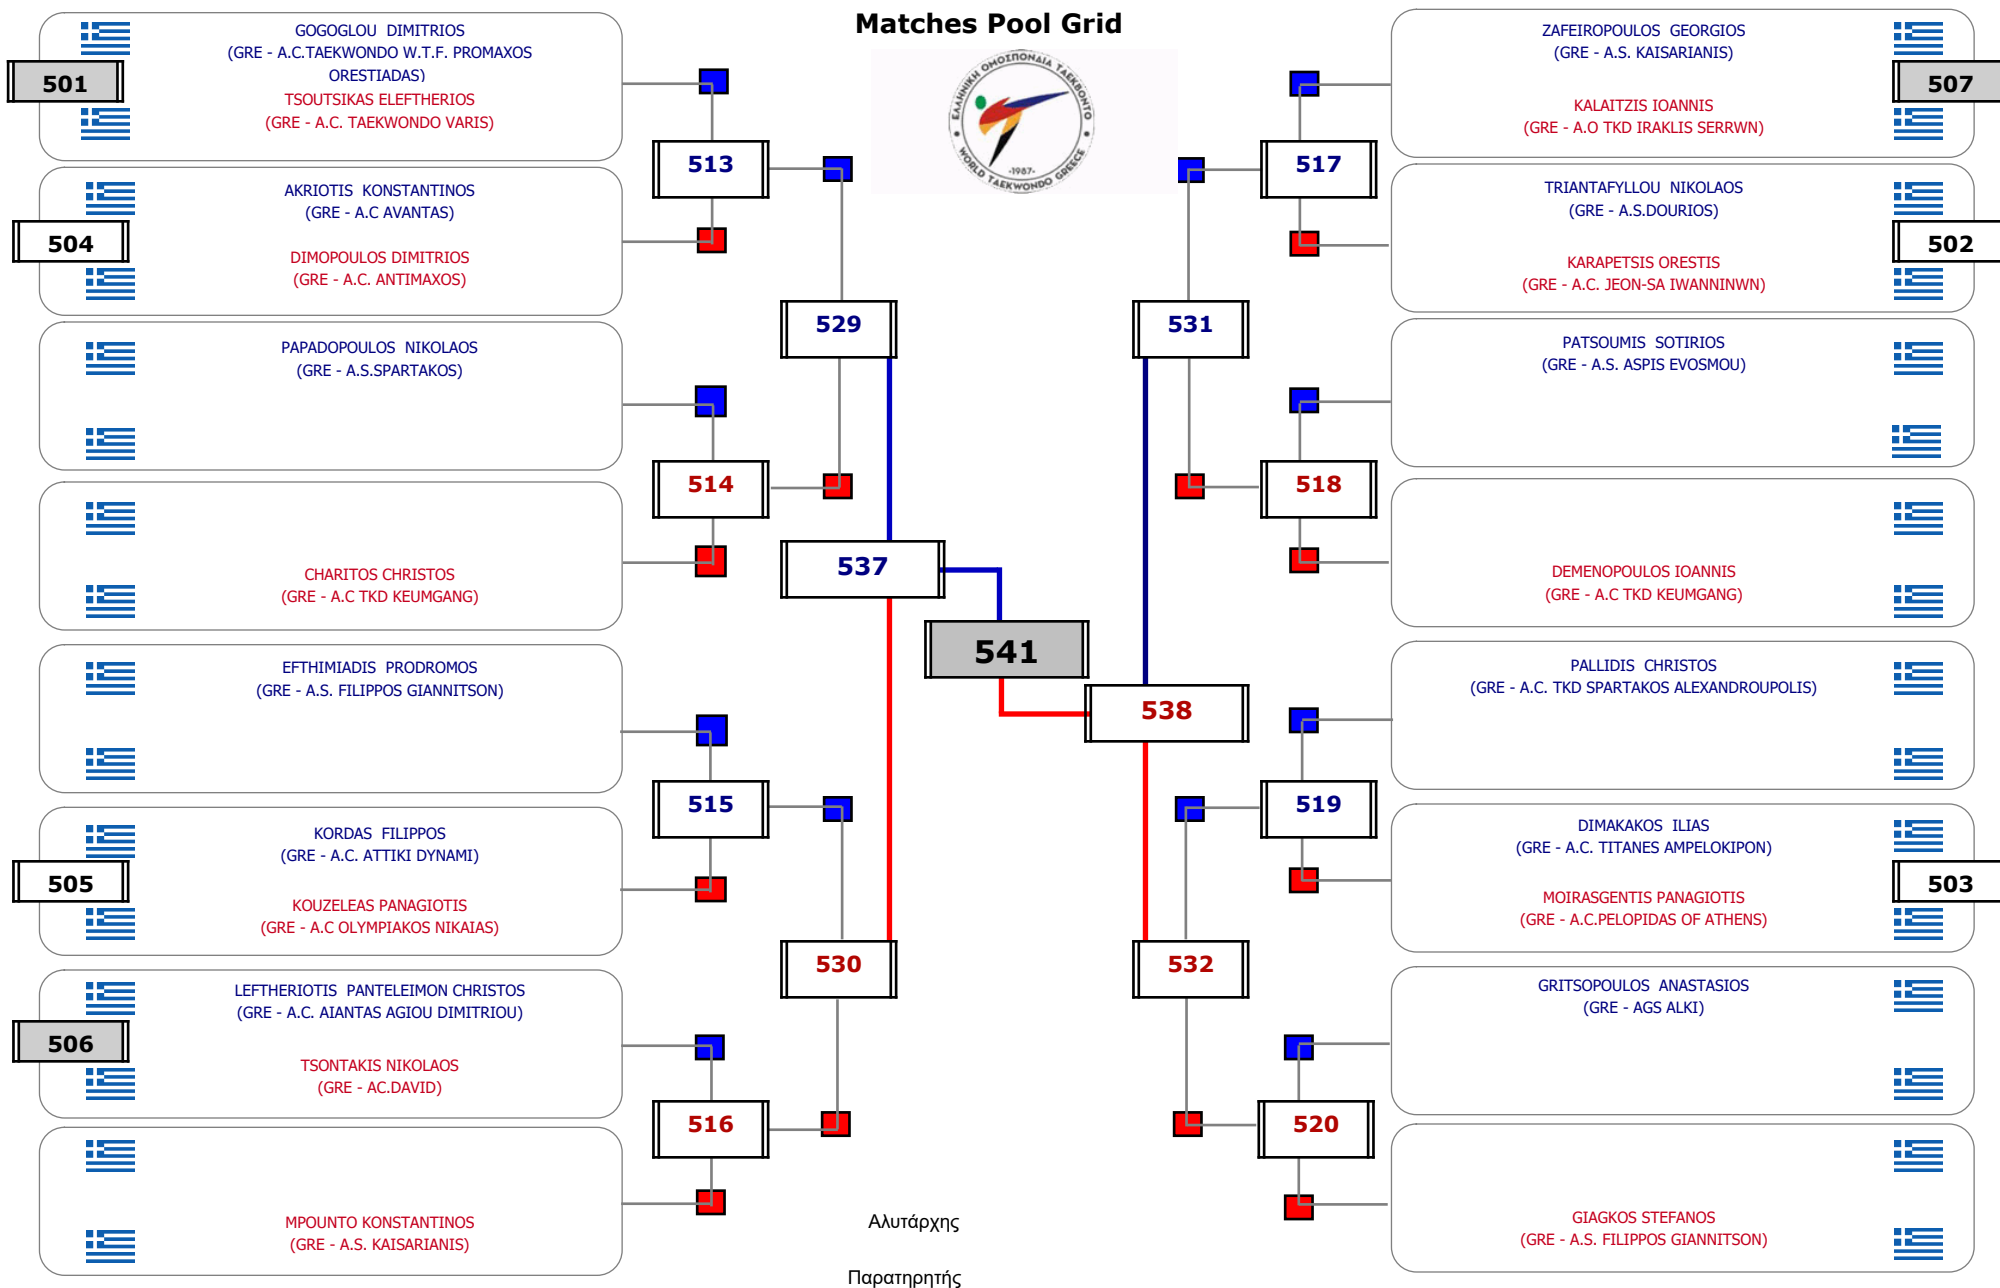 Matches Pool Grid
GOGOGLOU DIMITRIOS
(GRE - A.C.TAEKWONDO W.T.F. PROMAXOS
ORESTIADAS)
501
TSOUTSIKAS ELEFTHERIOS
(GRE - A.C. TAEKWONDO VARIS)
AKRIOTIS  KONSTANTINOS
(GRE - A.C AVANTAS)
504
DIMOPOULOS DIMITRIOS
(GRE - A.C. ANTIMAXOS)
PAPADOPOULOS  NIKOLAOS
(GRE - A.S.SPARTAKOS)
CHARITOS CHRISTOS
(GRE - A.C TKD KEUMGANG)
EFTHIMIADIS  PRODROMOS
(GRE - A.S. FILIPPOS GIANNITSON)
KORDAS  FILIPPOS
(GRE - A.C. ATTIKI DYNAMI)
505
KOUZELEAS PANAGIOTIS
(GRE - A.C OLYMPIAKOS NIKAIAS)
LEFTHERIOTIS  PANTELEIMON CHRISTOS
(GRE - A.C. AIANTAS AGIOU DIMITRIOU)
506
TSONTAKIS NIKOLAOS
(GRE - AC.DAVID)
MPOUNTO KONSTANTINOS
(GRE - A.S. KAISARIANIS)
513
514
515
516
529
530
537
541
538
531
532
517
518
519
520
ΕΛΛΗΝΙΚΗ ΟΜΟΣΠΟΝΔΙΑ ΤΑΕΚΒΟΝΤΟ
-1987-
WORLD TAEKWONDO GREECE
ZAFEIROPOULOS  GEORGIOS
(GRE - A.S. KAISARIANIS)
507
KALAITZIS IOANNIS
(GRE - A.O TKD IRAKLIS SERRWN)
TRIANTAFYLLOU  NIKOLAOS
(GRE - A.S.DOURIOS)
502
KARAPETSIS ORESTIS
(GRE - A.C. JEON-SA IWANNINWN)
PATSOUMIS  SOTIRIOS
(GRE - A.S. ASPIS EVOSMOU)
DEMENOPOULOS IOANNIS
(GRE - A.C TKD KEUMGANG)
PALLIDIS  CHRISTOS
(GRE - A.C. TKD SPARTAKOS ALEXANDROUPOLIS)
DIMAKAKOS  ILIAS
(GRE - A.C. TITANES AMPELOKIPON)
503
MOIRASGENTIS PANAGIOTIS
(GRE - A.C.PELOPIDAS OF ATHENS)
GRITSOPOULOS  ANASTASIOS
(GRE - AGS ALKI)
GIAGKOS STEFANOS
(GRE - A.S. FILIPPOS GIANNITSON)
Αλυτάρχης
Παρατηρητής